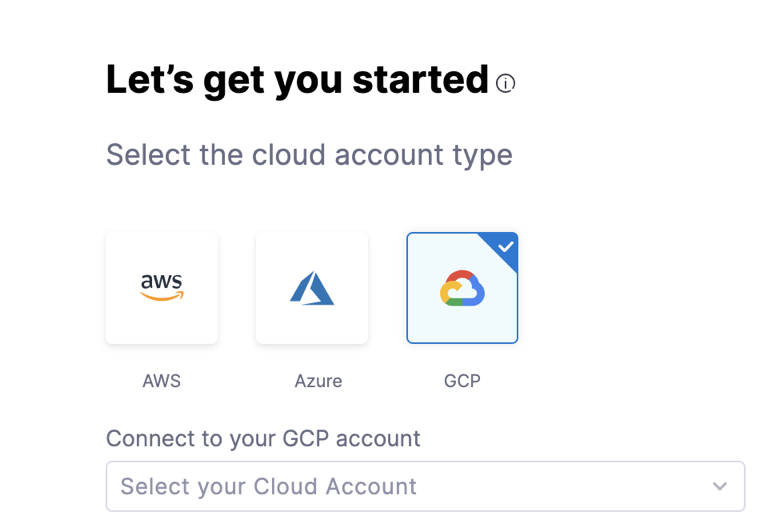 Let's get you started
Select the cloud account type
aws
AWS
Azure
GCP
Connect to your GCP account
Select your Cloud Account